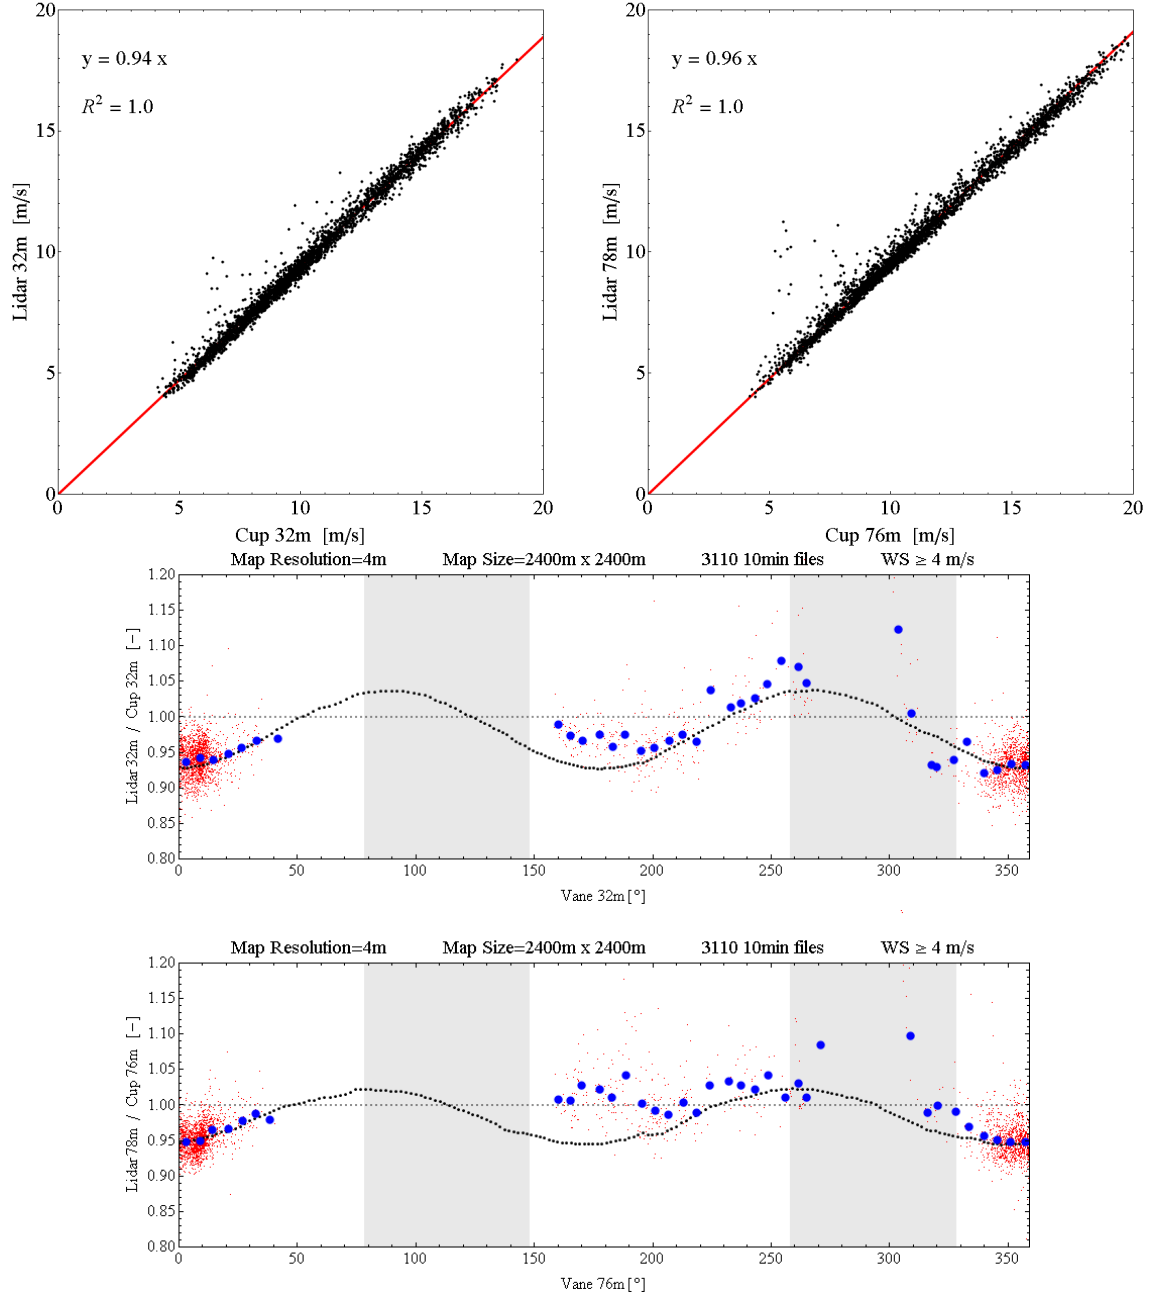 20
15
10
5
0
Lidar 32m [m/s]
y = 0.94 x
R² = 1.0
0 5 10 15 20
Cup 32m [m/s]
20
15
10
5
0
Lidar 78m [m/s]
y = 0.96 x
R² = 1.0
0 5 10 15 20
Cup 76m [m/s]
Map Resolution=4m Map Size=2400m x 2400m 3110 10min files WS ≥ 4 m/s
1.20
1.15
1.10
1.05
1.00
0.95
0.90
0.85
0.80
Lidar 32m / Cup 32m [−]
0 50 100 150 200 250 300 350
Vane 32m [°]
Map Resolution=4m Map Size=2400m x 2400m 3110 10min files WS ≥ 4 m/s
1.20
1.15
1.10
1.05
1.00
0.95
0.90
0.85
0.80
Lidar78m / Cup 76m [−]
0 50 100 150 200 250 300 350
Vane 76m [°]